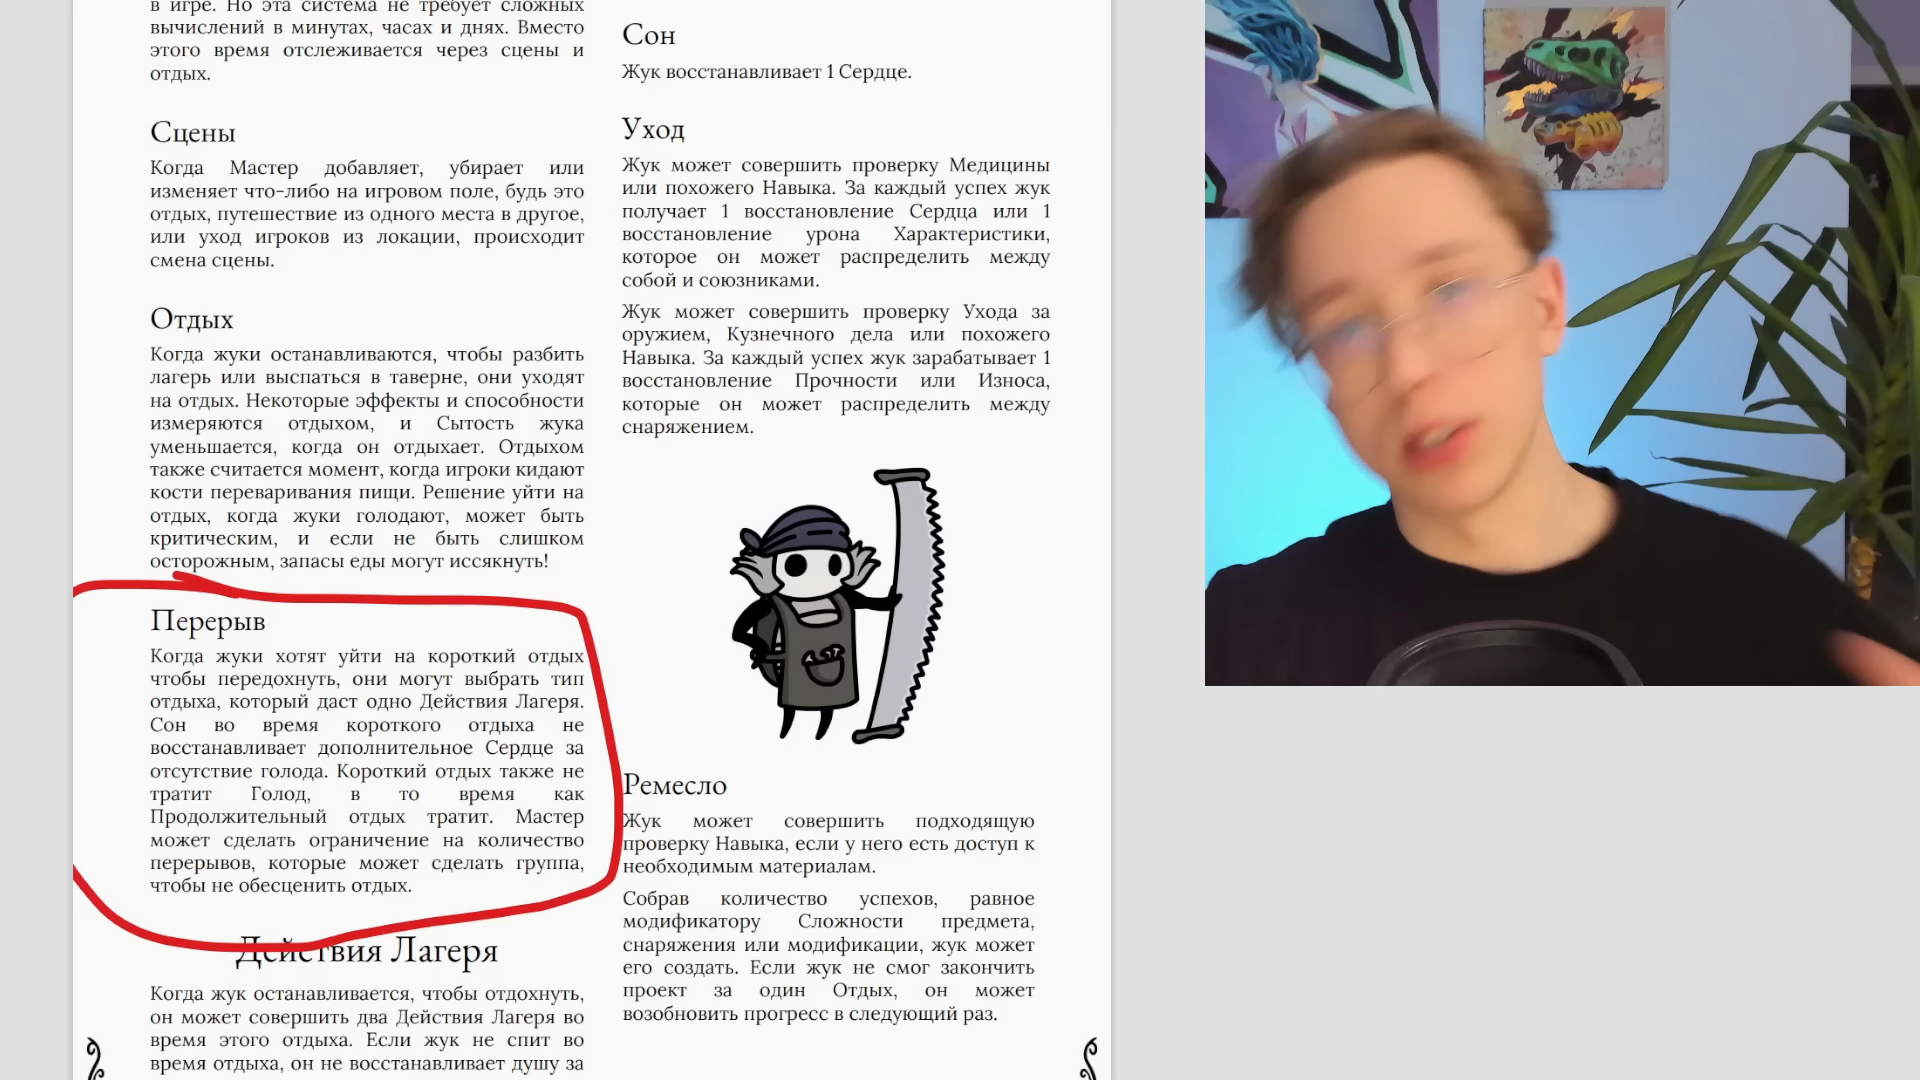 в игре. Но эта система не требует сложных
вычислений в минутах, часах и днях. Вместо
этого время отслеживается через сцены и
отдых.
Сцены
Когда Мастер добавляет, убирает или
изменяет что-либо на игровом поле, будь это
отдых, путешествие из одного места в другое,
или уход игроков из локации, происходит
смена сцены.
Отдых
Когда жуки останавливаются, чтобы разбить
лагерь или выспаться в таверне, они уходят
на отдых. Некоторые эффекты и способности
измеряются отдыхом, и Сытость жука
уменьшается, когда он отдыхает. Отдыхом
также считается момент, когда игроки кидают
кости переваривания пищи. Решение уйти на
отдых, когда жуки голодают, может быть
критическим, и если не быть слишком
осторожным, запасы еды могут иссякнуть!
Перерыв
Когда жуки хотят уйти на короткий отдых
чтобы передохнуть, они могут выбрать тип
отдыха, который даст одно Действия Лагеря.
Сон во время короткого отдыха не
восстанавливает дополнительное Сердце за
отсутствие голода. Короткий отдых также не
тратит Голод, в то время как
Продолжительный отдых тратит. Мастер
может сделать ограничение на количество
перерывов, которые может сделать группа,
чтобы не обесценить отдых.
Действия Лагеря
Когда жук останавливается, чтобы отдохнуть,
он может совершить два Действия Лагеря во
время этого отдыха. Если жук не спит во
время отдыха, он не восстанавливает душу за
Сон
Жук восстанавливает 1 Сердце.
Уход
Жук может совершить проверку Медицины
или похожего Навыка. За каждый успех жук
получает 1 восстановление Сердца или 1
восстановление урона Характеристики,
которое он может распределить между
собой и союзниками.
Жук может совершить проверку Ухода за
оружием, Кузнечного дела или похожего
Навыка. За каждый успех жук зарабатывает 1
восстановление Прочности или Износа,
которые он может распределить между
снаряжением.
Ремесло
Жук может совершить подходящую
проверку Навыка, если у него есть доступ к
необходимым материалам.
Собрав количество успехов, равное
модификатору Сложности предмета,
снаряжения или модификации, жук может
его создать. Если жук не смог закончить
проект за один Отдых, он может
возобновить прогресс в следующий раз.